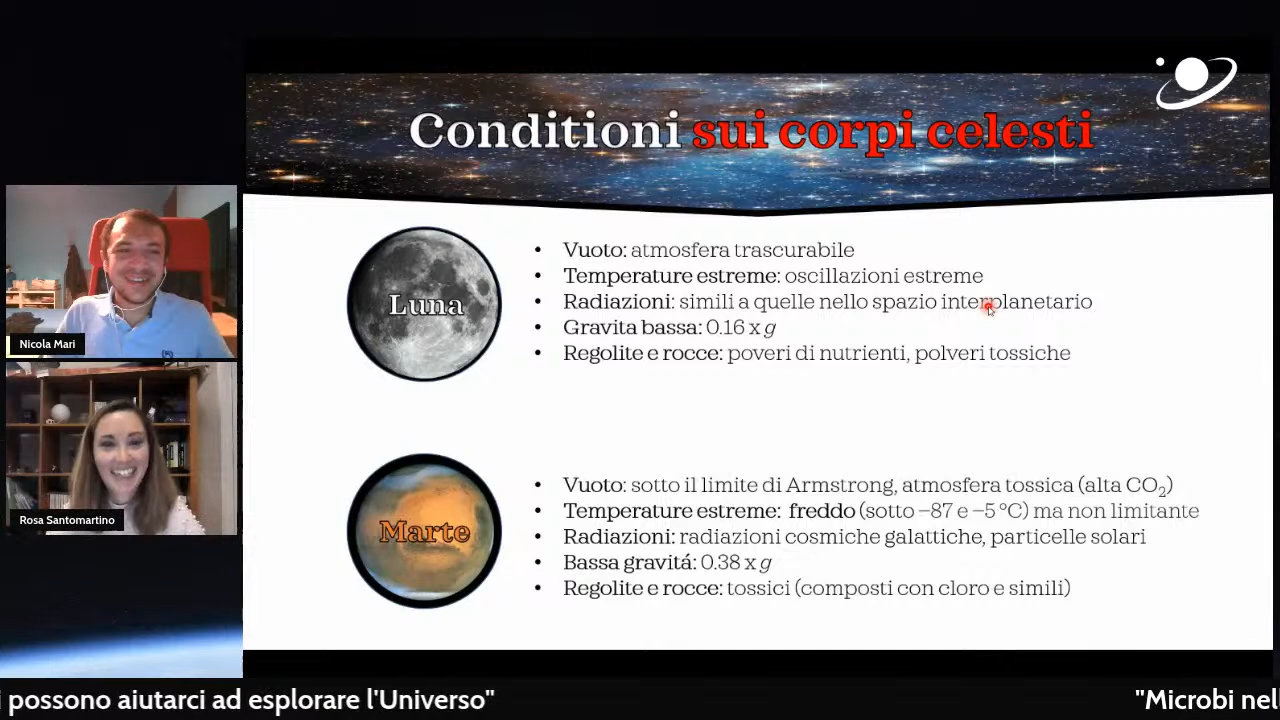 Conditioni sui corpi celesti
Luna
• Vuoto: atmosfera trascurabile
• Temperature estreme: oscillazioni estreme
• Radiazioni: simili a quelle nello spazio interplanetario
• Gravita bassa: 0.16 x g
• Regolite e rocce: poveri di nutrienti, polveri tossiche
Marte
• Vuoto: sotto il limite di Armstrong, atmosfera tossica (alta CO₂)
• Temperature estreme: freddo (sotto –87 e –5 °C) ma non limitante
• Radiazioni: radiazioni cosmiche galattiche, particelle solari
• Bassa gravitá: 0.38 x g
• Regolite e rocce: tossici (composti con cloro e simili)
Nicola Mari
Rosa Santomartino
i possono aiutarci ad esplorare l'Universo"
"Microbi nel